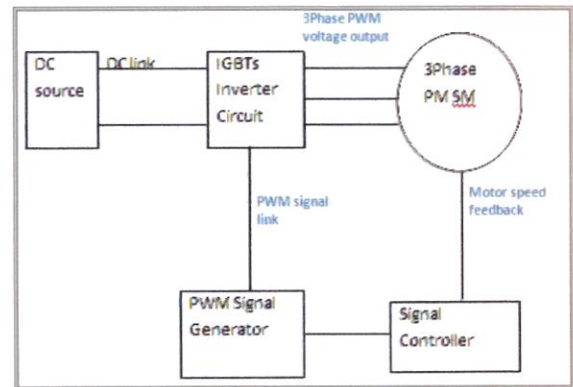 3Phase PWM
voltage output
DC
source
DC link
IGBTs
Inverter
Circuit
3Phase
PM SM
PWM signal
link
Motor speed
feedback
PWM Signal
Generator
Signal
Controller